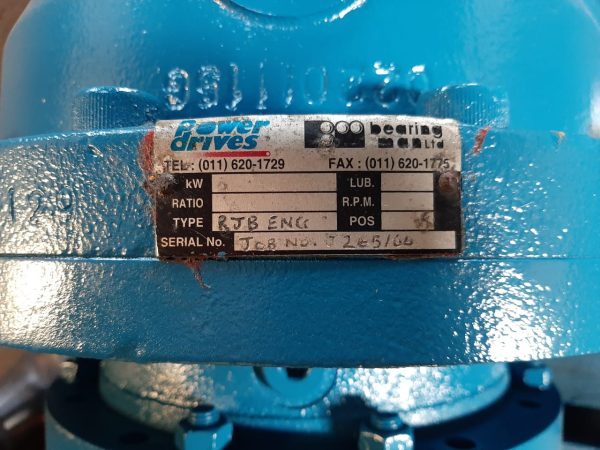 Power drives
bearing man Ltd
TEL : (011) 620-1729 FAX : (011) 620-1775
kW LUB.
RATIO R.P.M.
TYPE RJB ENG POS
SERIAL No. JOB NO.